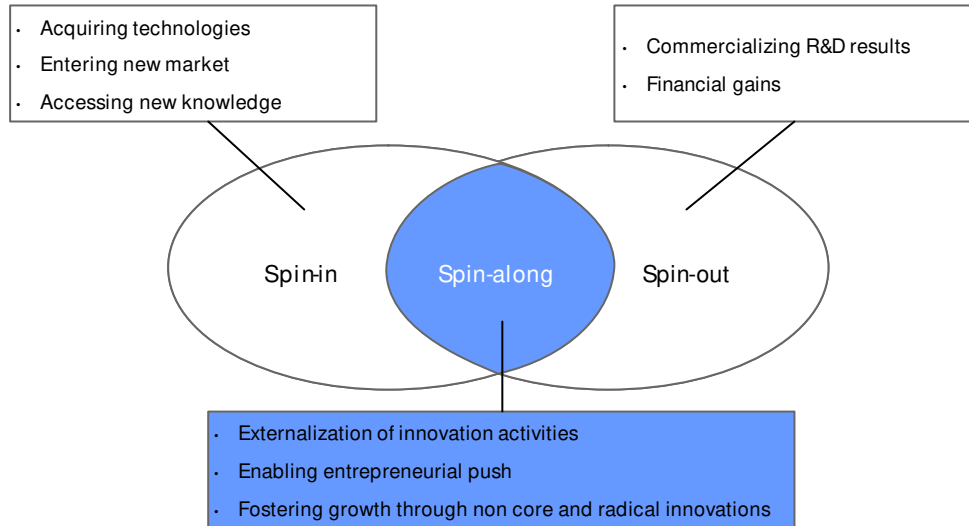 • Acquiring technologies
• Entering new market
• Accessing new knowledge
• Commercializing R&D results
• Financial gains
Spin-in
Spin-along
Spin-out
• Externalization of innovation activities
• Enabling entrepreneurial push
• Fostering growth through non core and radical innovations